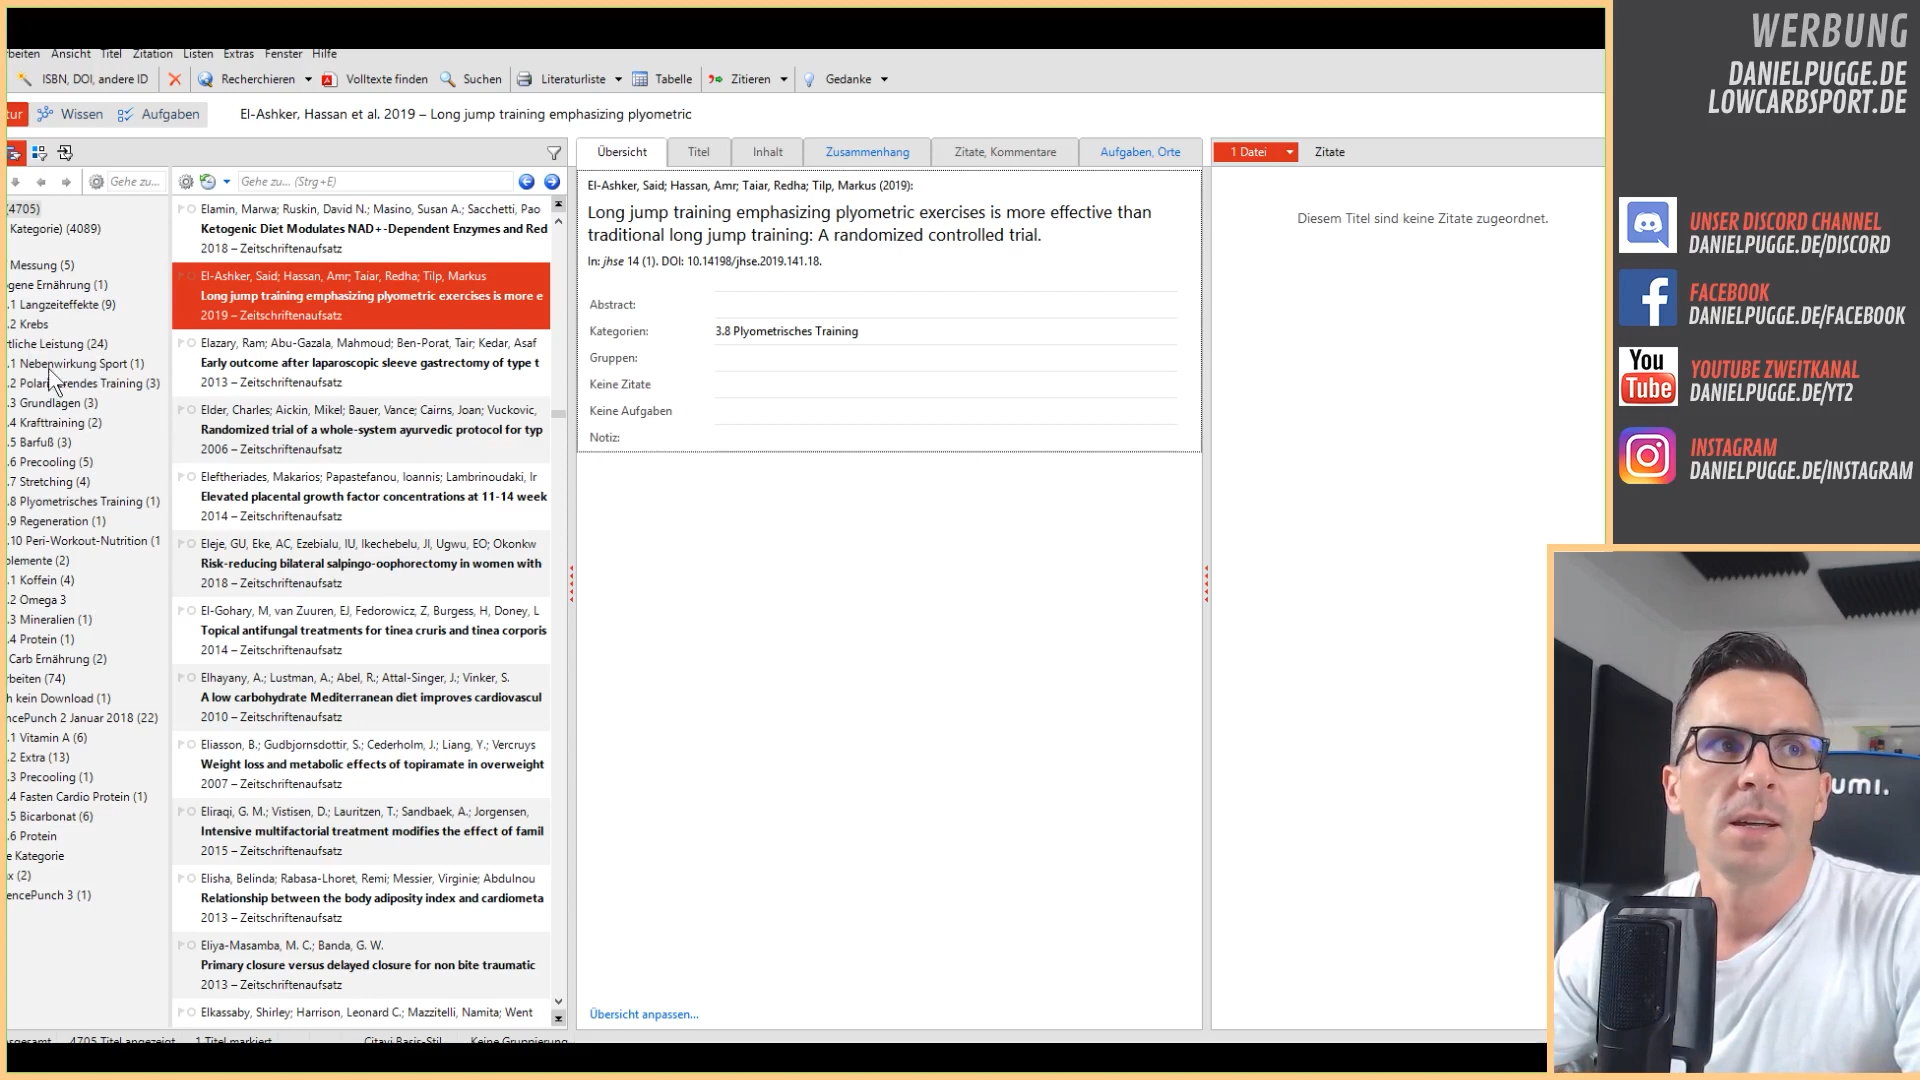 rbeiten Ansicht Titel Zitation Listen Extras Fenster Hilfe
ISBN, DOI, andere ID Recherchieren Volltexte finden Suchen Literaturliste Tabelle Zitieren Gedanke
tur Wissen Aufgaben El-Ashker, Hassan et al. 2019 – Long jump training emphasizing plyometric
Gehe zu...
(4705)
Kategorie) (4089)
Messung (5)
gene Ernährung (1)
.1 Langzeiteffekte (9)
.2 Krebs
tliche Leistung (24)
.1 Nebenwirkung Sport (1)
.2 Polarisierendes Training (3)
.3 Grundlagen (3)
.4 Krafttraining (2)
.5 Barfuß (3)
.6 Precooling (5)
.7 Stretching (4)
.8 Plyometrisches Training (1)
.9 Regeneration (1)
.10 Peri-Workout-Nutrition (1
plemente (2)
.1 Koffein (4)
.2 Omega 3
.3 Mineralien (1)
.4 Protein (1)
Carb Ernährung (2)
rbeiten (74)
h kein Download (1)
ncePunch 2 Januar 2018 (22)
.1 Vitamin A (6)
.2 Extra (13)
.3 Precooling (1)
.4 Fasten Cardio Protein (1)
.5 Bicarbonat (6)
.6 Protein
e Kategorie
x (2)
encePunch 3 (1)
Gehe zu... (Strg+E)
Elamin, Marwa; Ruskin, David N.; Masino, Susan A.; Sacchetti, Pao
Ketogenic Diet Modulates NAD+-Dependent Enzymes and Red
2018 – Zeitschriftenaufsatz
El-Ashker, Said; Hassan, Amr; Taiar, Redha; Tilp, Markus
Long jump training emphasizing plyometric exercises is more e
2019 – Zeitschriftenaufsatz
Elazary, Ram; Abu-Gazala, Mahmoud; Ben-Porat, Tair; Kedar, Asaf
Early outcome after laparoscopic sleeve gastrectomy of type t
2013 – Zeitschriftenaufsatz
Elder, Charles; Aickin, Mikel; Bauer, Vance; Cairns, Joan; Vuckovic,
Randomized trial of a whole-system ayurvedic protocol for typ
2006 – Zeitschriftenaufsatz
Eleftheriades, Makarios; Papastefanou, Ioannis; Lambrinoudaki, Ir
Elevated placental growth factor concentrations at 11-14 week
2014 – Zeitschriftenaufsatz
Eleje, GU, Eke, AC, Ezebialu, IU, Ikechebelu, JI, Ugwu, EO; Okonkw
Risk-reducing bilateral salpingo-oophorectomy in women with
2018 – Zeitschriftenaufsatz
El-Gohary, M, van Zuuren, EJ, Fedorowicz, Z, Burgess, H, Doney, L
Topical antifungal treatments for tinea cruris and tinea corporis
2014 – Zeitschriftenaufsatz
Elhayany, A.; Lustman, A.; Abel, R.; Attal-Singer, J.; Vinker, S.
A low carbohydrate Mediterranean diet improves cardiovascul
2010 – Zeitschriftenaufsatz
Eliasson, B.; Gudbjornsdottir, S.; Cederholm, J.; Liang, Y.; Vercruys
Weight loss and metabolic effects of topiramate in overweight
2007 – Zeitschriftenaufsatz
Eliraqi, G. M.; Vistisen, D.; Lauritzen, T.; Sandbaek, A.; Jorgensen,
Intensive multifactorial treatment modifies the effect of famil
2015 – Zeitschriftenaufsatz
Elisha, Belinda; Rabasa-Lhoret, Remi; Messier, Virginie; Abdulnou
Relationship between the body adiposity index and cardiometa
2013 – Zeitschriftenaufsatz
Eliya-Masamba, M. C.; Banda, G. W.
Primary closure versus delayed closure for non bite traumatic
2013 – Zeitschriftenaufsatz
Elkassaby, Shirley; Harrison, Leonard C.; Mazzitelli, Namita; Went
sgesamt 4705 Titel angezeigt 1 Titel markiert Citavi Basis-Stil Keine Gruppierung
Übersicht Titel Inhalt Zusammenhang Zitate, Kommentare Aufgaben, Orte
El-Ashker, Said; Hassan, Amr; Taiar, Redha; Tilp, Markus (2019):
Long jump training emphasizing plyometric exercises is more effective than
traditional long jump training: A randomized controlled trial.
In: jhse 14 (1). DOI: 10.14198/jhse.2019.141.18.
Abstract:
Kategorien: 3.8 Plyometrisches Training
Gruppen:
Keine Zitate
Keine Aufgaben
Notiz:
Übersicht anpassen...
1 Datei Zitate
Diesem Titel sind keine Zitate zugeordnet.
WERBUNG
DANIELPUGGE.DE
LOWCARBSPORT.DE
UNSER DISCORD CHANNEL
DANIELPUGGE.DE/DISCORD
FACEBOOK
DANIELPUGGE.DE/FACEBOOK
You
Tube
YOUTUBE ZWEITKANAL
DANIELPUGGE.DE/YT2
INSTAGRAM
DANIELPUGGE.DE/INSTAGRAM
umi.